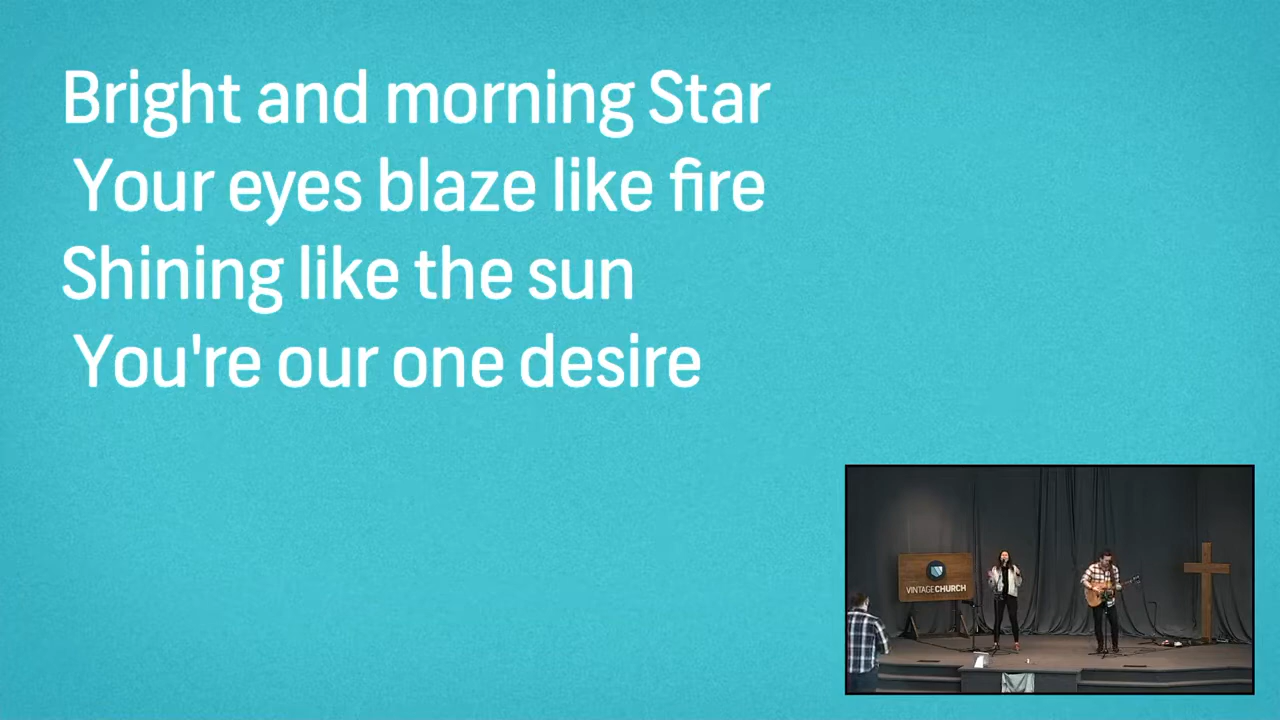 Bright and morning Star
Your eyes blaze like fire
Shining like the sun
You're our one desire
VINTAGECHURCH